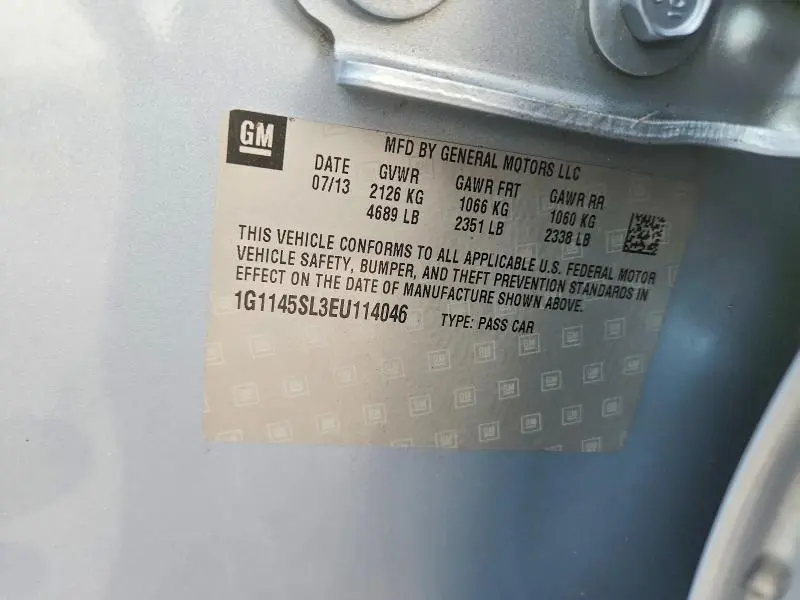 GM
MFD BY GENERAL MOTORS LLC
DATE GVWR GAWR FRT GAWR RR
07/13 2126 KG 1066 KG 1060 KG
4689 LB 2351 LB 2338 LB
THIS VEHICLE CONFORMS TO ALL APPLICABLE U.S. FEDERAL MOTOR
VEHICLE SAFETY, BUMPER, AND THEFT PREVENTION STANDARDS IN
EFFECT ON THE DATE OF MANUFACTURE SHOWN ABOVE.
1G1145SL3EU114046 TYPE: PASS CAR